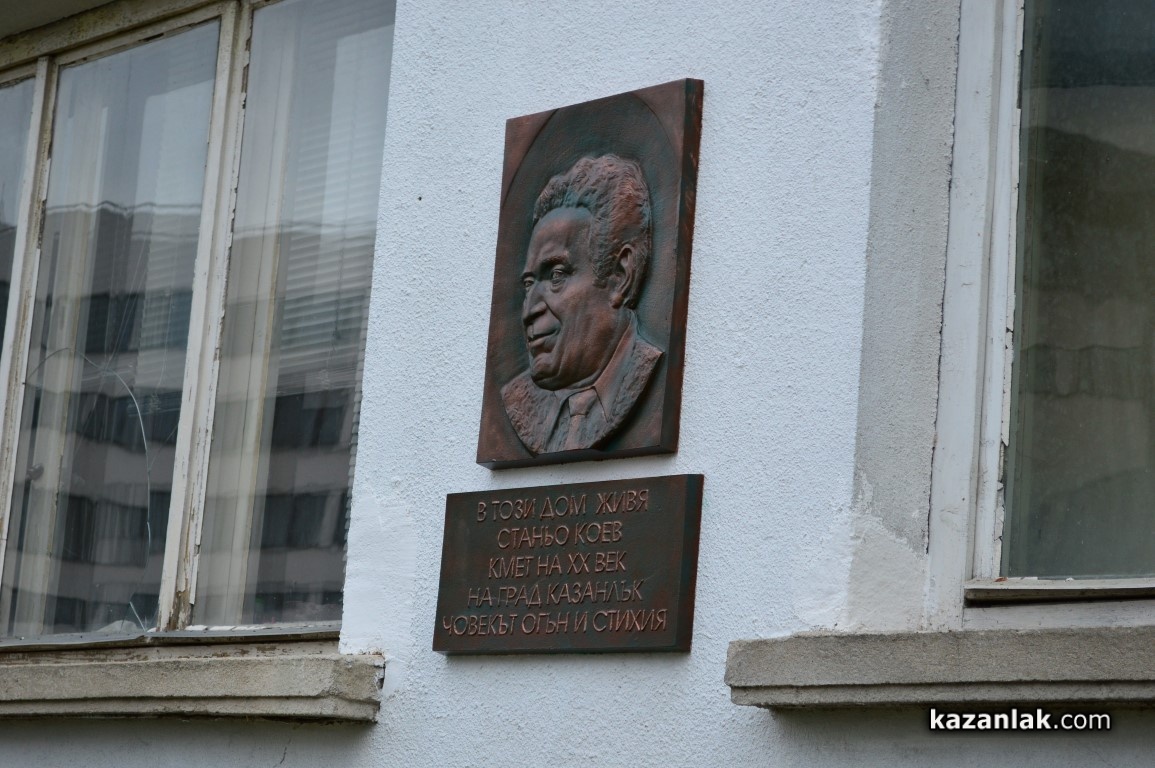 В ТОЗИ ДОМ ЖИВЯ
СТАНЬО КОЕВ
КМЕТ НА XX ВЕК
НА ГРАД КАЗАНЛЪК
ЧОВЕКЪТ ОГЪН И СТИХИЯ
kazanlak.com